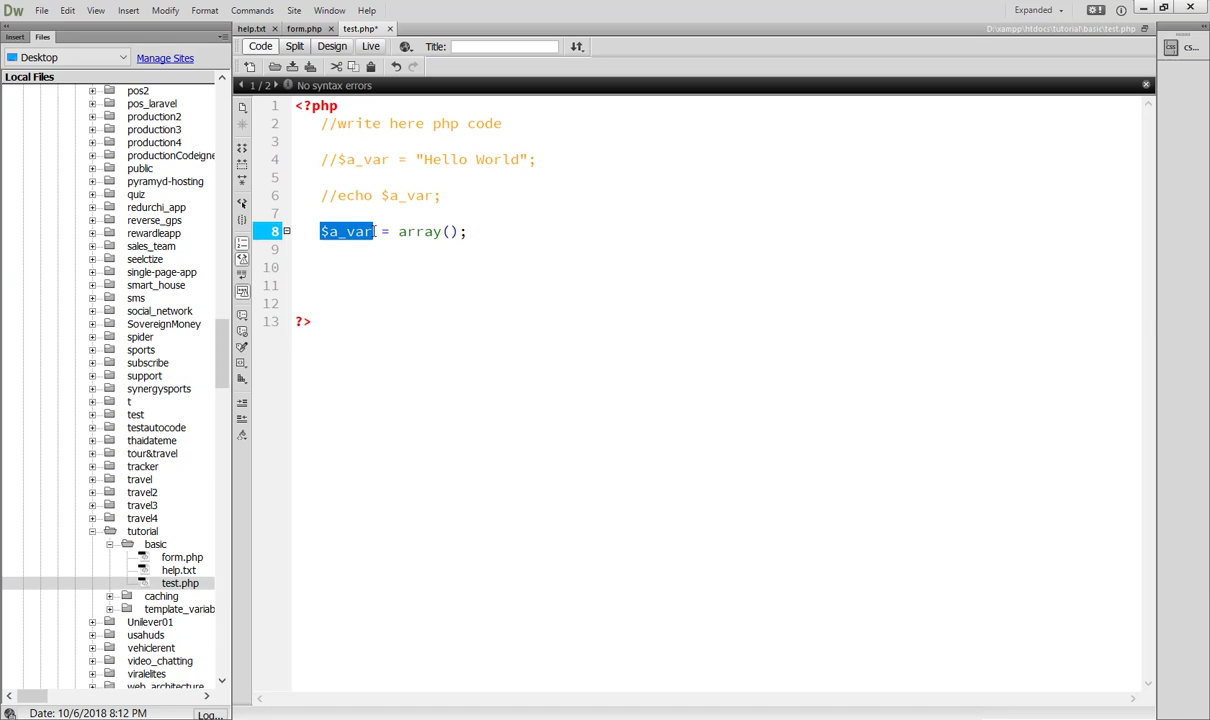 Dw File Edit View Insert Modify Format Commands Site Window Help Expanded
Insert Files help.txt form.php test.php* D:\xampp\htdocs\tutorial\basic\test.php
Desktop Manage Sites Code Split Design Live Title: CSS cs...
Local Files
1 / 2 No syntax errors
pos2
pos_laravel
production2
production3
production4
productionCodeigne
public
pyramyd-hosting
quiz
redurchi_app
reverse_gps
rewardleapp
sales_team
seelctize
single-page-app
smart_house
sms
social_network
SovereignMoney
spider
sports
subscribe
support
synergysports
t
test
testautocode
thaidateme
tour&travel
tracker
travel
travel2
travel3
travel4
tutorial
basic
form.php
help.txt
test.php
caching
template_variab
Unilever01
usahuds
vehiclerent
video_chatting
viralelites
web_architecture
Date: 10/6/2018 8:12 PM Log...
1 <?php
2 //write here php code
3
4 //$a_var = "Hello World";
5
6 //echo $a_var;
7
8 $a_var = array();
9
10
11
12
13 ?>